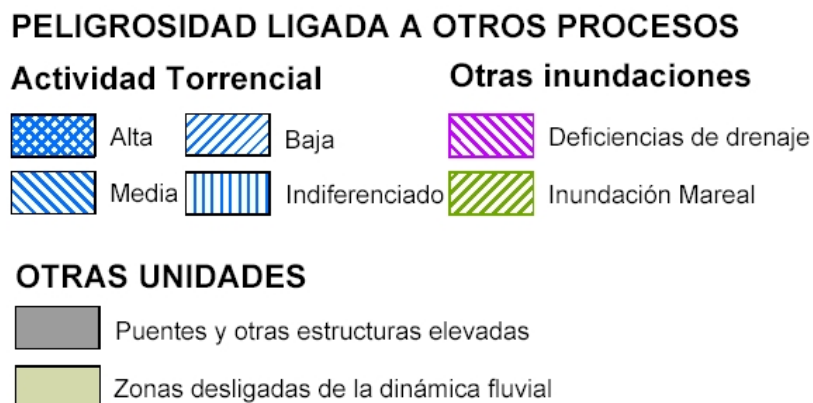 PELIGROSIDAD LIGADA A OTROS PROCESOS
Actividad Torrencial
Otras inundaciones
Alta
Baja
Deficiencias de drenaje
Media
Indiferenciado
Inundación Mareal
OTRAS UNIDADES
Puentes y otras estructuras elevadas
Zonas desligadas de la dinámica fluvial